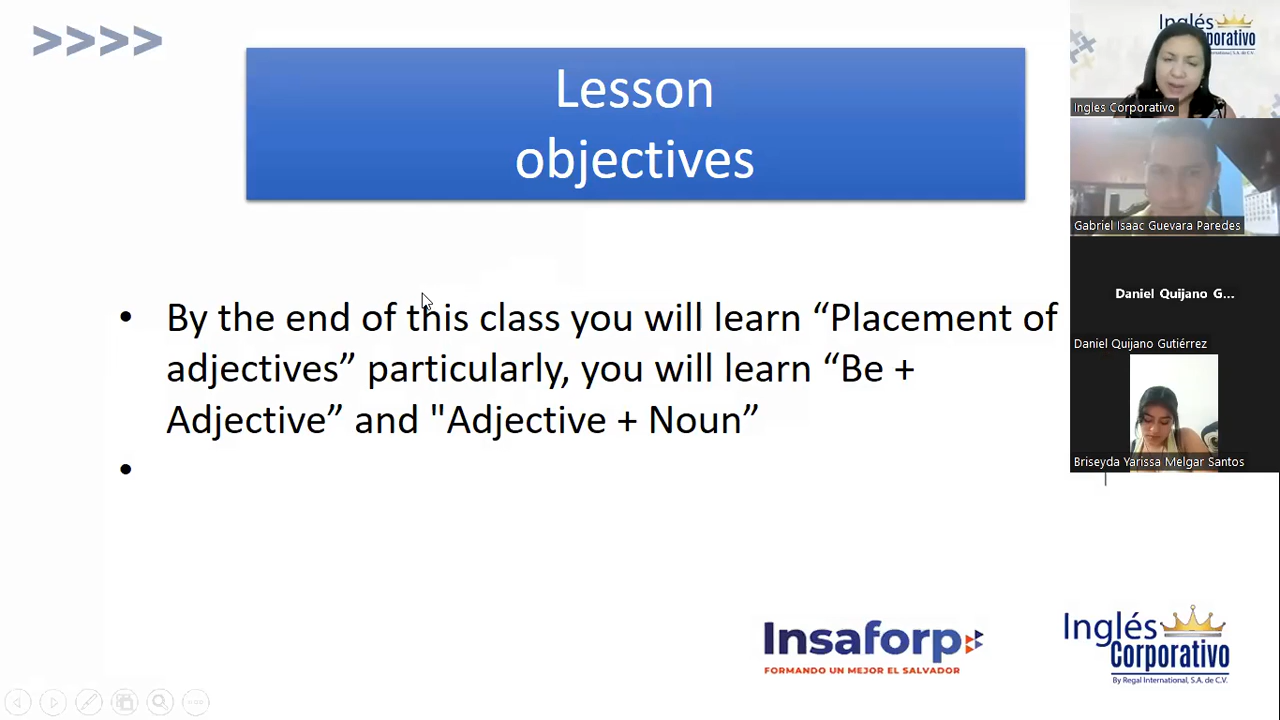 >>>>
Lesson
objectives
• By the end of this class you will learn “Placement of
adjectives” particularly, you will learn “Be +
Adjective” and "Adjective + Noun”
•
Inglés
Corporativo
Ingles Corporativo
Gabriel Isaac Guevara Paredes
Daniel Quijano G...
Daniel Quijano Gutiérrez
Briseyda Yarissa Melgar Santos
Insaforp
FORMANDO UN MEJOR EL SALVADOR
Inglés
Corporativo
By Regal International, S.A. de C.V.